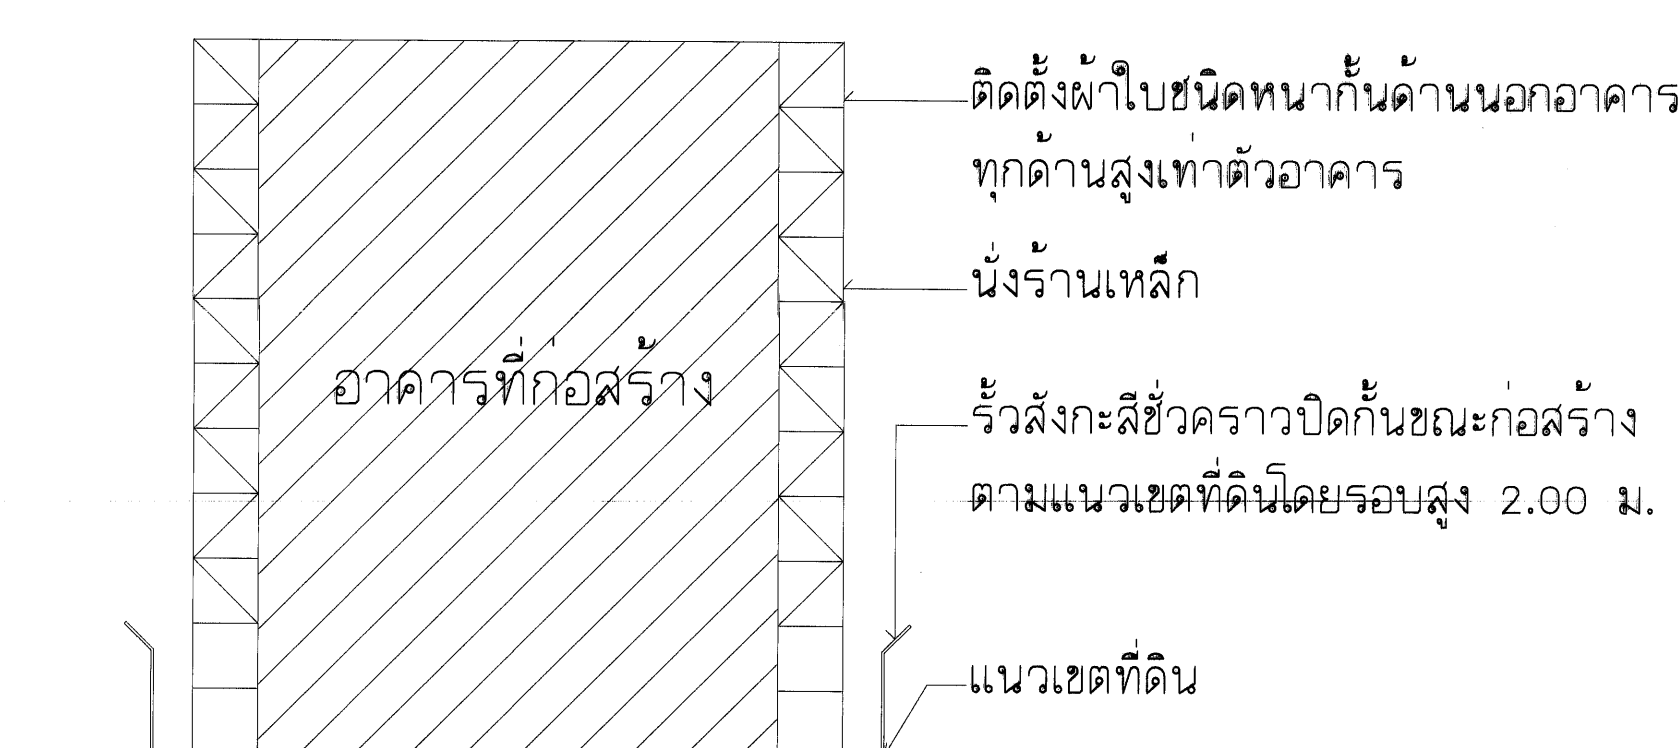 ติดตั้งผ้าใบชนิดหนากั้นด้านนอกอาคาร
ทุกด้านสูงเท่าตัวอาคาร
นั่งร้านเหล็ก
อาคารที่ก่อสร้าง
รั้วสังกะสีชั่วคราวปิดกั้นขณะก่อสร้าง
ตามแนวเขตที่ดินโดยรอบสูง 2.00 ม.
แนวเขตที่ดิน